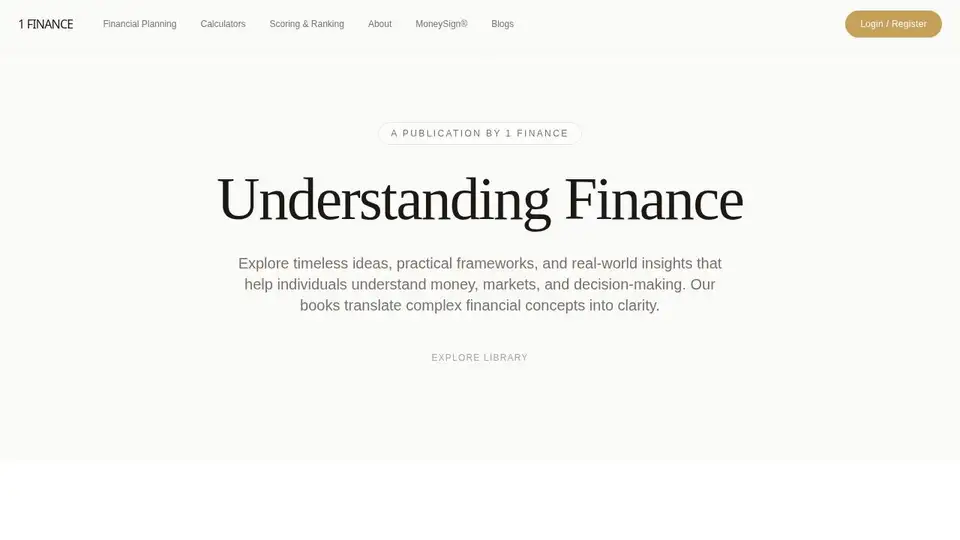 1 FINANCE
Financial Planning
Calculators
Scoring & Ranking
About
MoneySign®
Blogs
Login / Register
A PUBLICATION BY 1 FINANCE
Understanding Finance
Explore timeless ideas, practical frameworks, and real-world insights that
help individuals understand money, markets, and decision-making. Our
books translate complex financial concepts into clarity.
EXPLORE LIBRARY